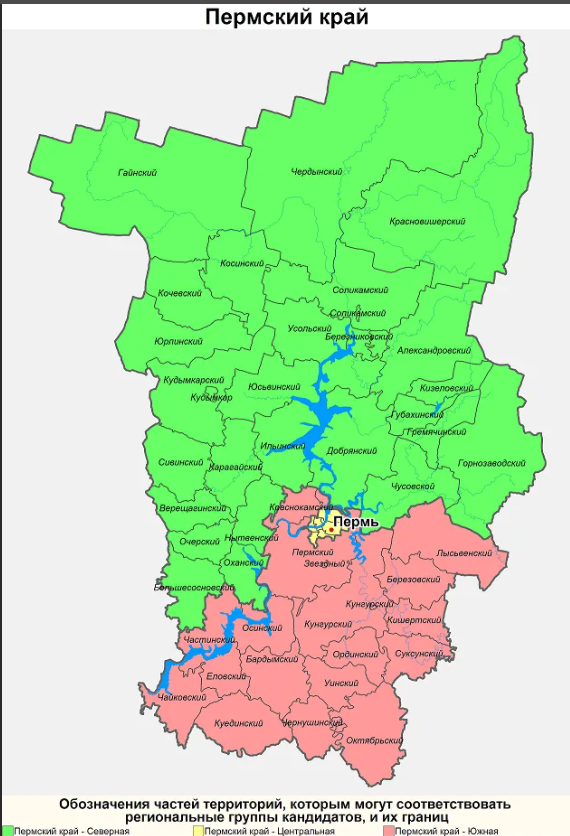 Пермский край
Гайнский
Чердынский
Красновишерский
Косинский
Кочевский
Соликамский
Соликамский
Усольский
Березниковский
Юрлинский
Александровский
Кудымкарский
Юсьвинский
Кизеловский
Кудымкар
Губахинский
Гремячинский
Ильинский
Добрянский
Сивинский
Карагайский
Горнозаводский
Чусовской
Верещагинский
Краснокамский
Пермь
Очерский
Нытвенский
Пермский
Лысьвенский
Оханский
Звездный
Березовский
Большесосновский
Кунгурский
Кишертский
Осинский
Кунгурский
Частинский
Ординский
Суксунский
Бардымский
Еловский
Уинский
Чайковский
Куединский
Чернушинский
Октябрьский
Обозначения частей территорий, которым могут соответствовать
региональные группы кандидатов, и их границ
Пермский край - Северная
Пермский край - Центральная
Пермский край - Южная